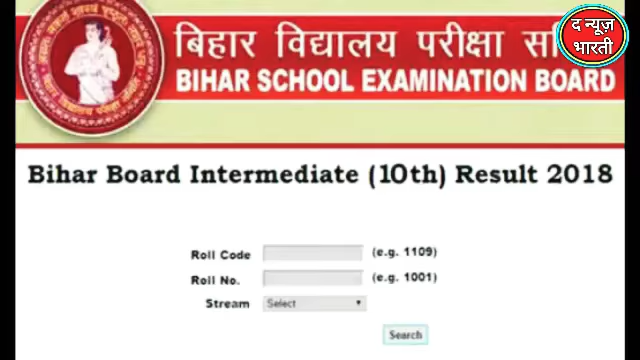 द न्यूज़
भारती
बिहार विद्यालय परीक्षा
BIHAR SCHOOL EXAMINATION BOARD
Bihar Board Intermediate (10th) Result 2018
Roll Code (e.g. 1109)
Roll No. (e.g. 1001)
Stream Select
Search